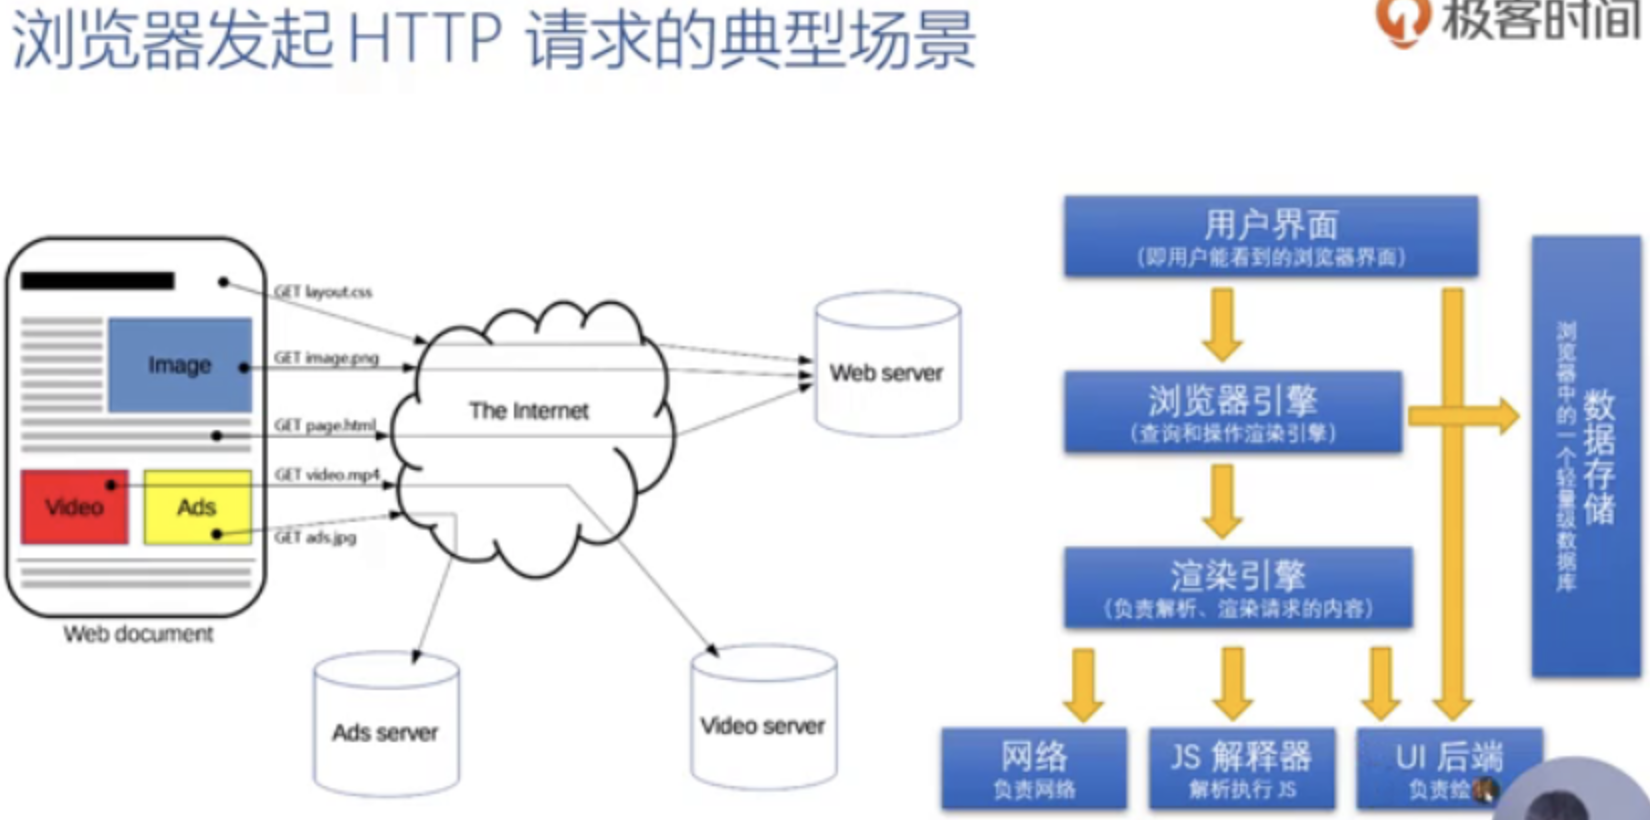 浏览器发起 HTTP 请求的典型场景
极客时间
GET layout.css
Image
GET image.png
The Internet
Web server
GET page.html
GET video.mp4
Video
Ads
GET ads.jpg
Web document
Ads server
Video server
用户界面
(即用户能看到的浏览器界面)
浏览器引擎
(查询和操作渲染引擎)
渲染引擎
(负责解析、渲染请求的内容)
网络
负责网络
JS 解释器
解析执行 JS
UI 后端
负责绘
数据存储
浏览器中的一个轻量级数据库